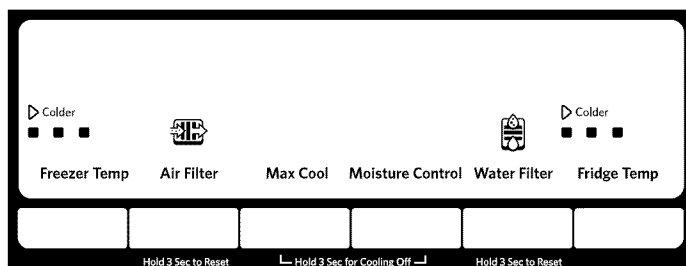 Colder Colder
Freezer Temp Air Filter Max Cool Moisture Control Water Filter Fridge Temp
Hold 3 Sec to Reset Hold 3 Sec for Cooling Off Hold 3 Sec to Reset